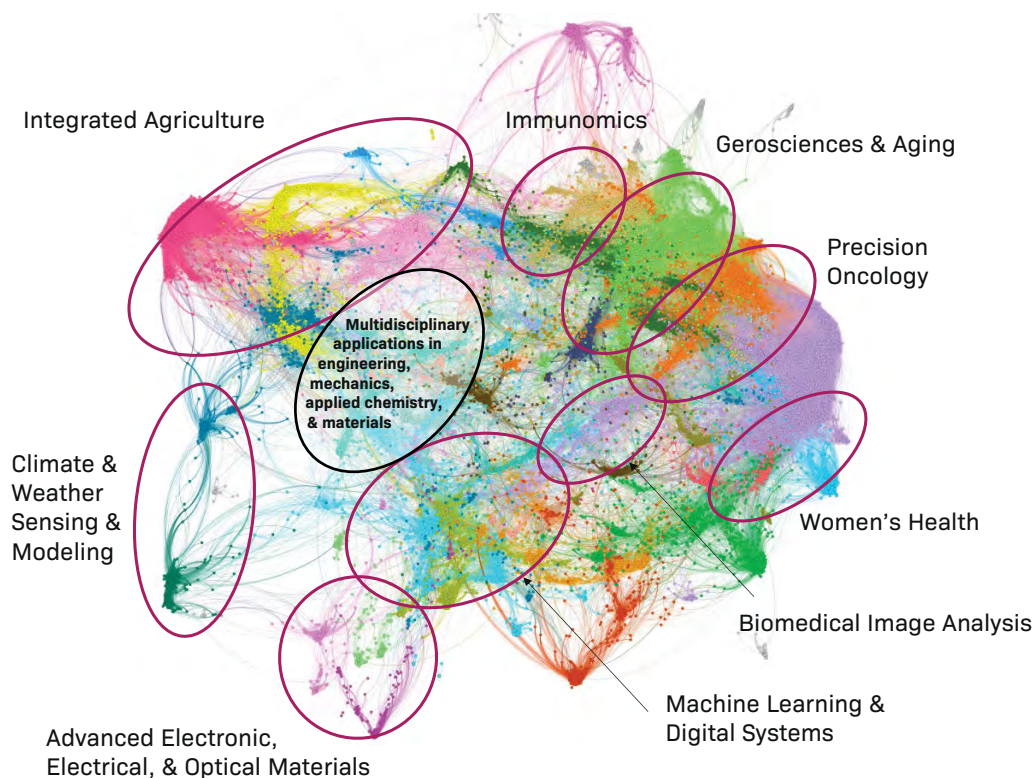 Integrated Agriculture
Immunomics
Gerosciences & Aging
Precision
Oncology
Multidisciplinary
applications in
engineering,
mechanics,
applied chemistry,
& materials
Climate &
Weather
Sensing &
Modeling
Women’s Health
Biomedical Image Analysis
Machine Learning &
Digital Systems
Advanced Electronic,
Electrical, & Optical Materials